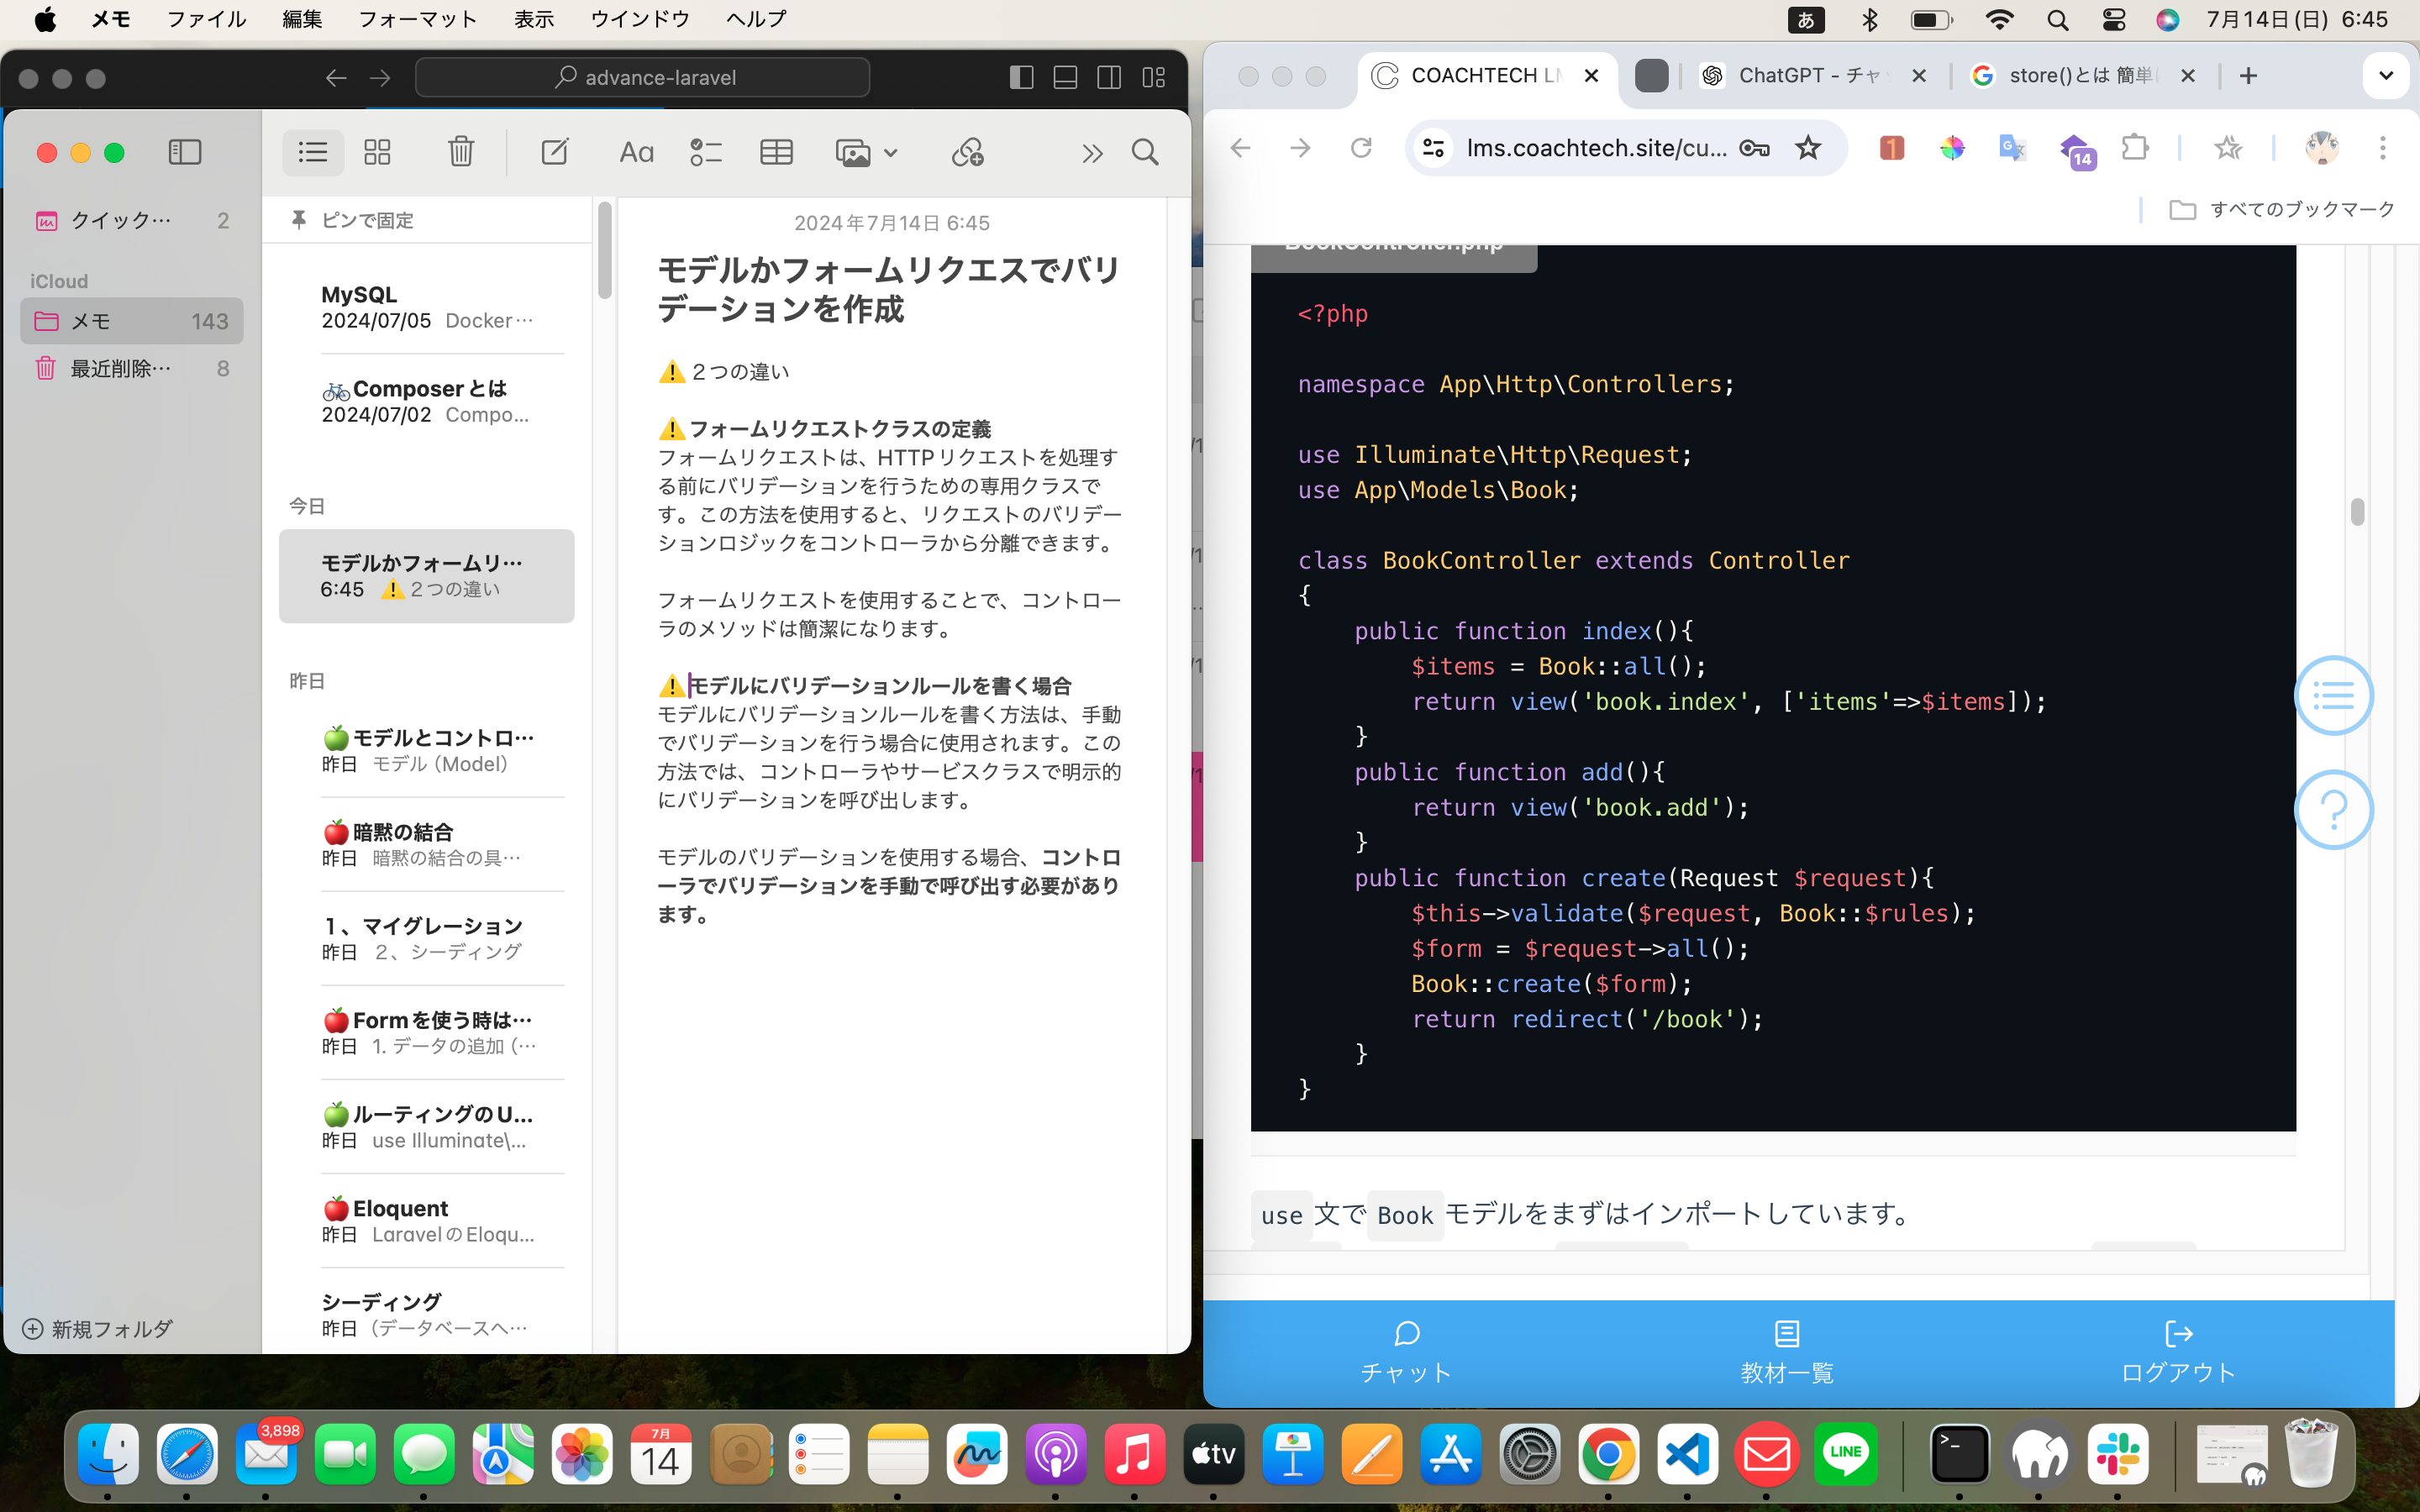 メモ ファイル 編集 フォーマット 表示 ウインドウ ヘルプ
あ 7月14日(日) 6:45
advance-laravel
クイック… 2
iCloud
メモ 143
最近削除… 8
新規フォルダ
Aa
ピンで固定
MySQL
2024/07/05 Docker…
🚲Composerとは
2024/07/02 Compo...
今日
モデルかフォームリ…
6:45 ⚠️２つの違い
昨日
🍏モデルとコントロ…
昨日 モデル（Model）
🍎暗黙の結合
昨日 暗黙の結合の具…
１、マイグレーション
昨日 ２、シーディング
🍎Formを使う時は…
昨日 1. データの追加（…
🍏ルーティングのU...
昨日 use Illuminate\...
🍎Eloquent
昨日 LaravelのEloqu...
シーディング
昨日（データベースへ…
2024年7月14日 6:45
モデルかフォームリクエスでバリ
デーションを作成
⚠️２つの違い
⚠️フォームリクエストクラスの定義
フォームリクエストは、HTTPリクエストを処理す
る前にバリデーションを行うための専用クラスで
す。この方法を使用すると、リクエストのバリデー
ションロジックをコントローラから分離できます。
フォームリクエストを使用することで、コントロー
ラのメソッドは簡潔になります。
⚠️モデルにバリデーションルールを書く場合
モデルにバリデーションルールを書く方法は、手動
でバリデーションを行う場合に使用されます。この
方法では、コントローラやサービスクラスで明示的
にバリデーションを呼び出します。
モデルのバリデーションを使用する場合、コントロ
ーラでバリデーションを手動で呼び出す必要があり
ます。
COACHTECH LM
ChatGPT - チャ
store()とは 簡単
lms.coachtech.site/cu...
1
14
すべてのブックマーク
BookController.php
<?php
namespace App\Http\Controllers;
use Illuminate\Http\Request;
use App\Models\Book;
class BookController extends Controller
{
public function index(){
$items = Book::all();
return view('book.index', ['items'=>$items]);
}
public function add(){
return view('book.add');
}
public function create(Request $request){
$this->validate($request, Book::$rules);
$form = $request->all();
Book::create($form);
return redirect('/book');
}
}
use 文で Book モデルをまずはインポートしています。
チャット 教材一覧 ログアウト
3,898
7月
14
tv
LINE